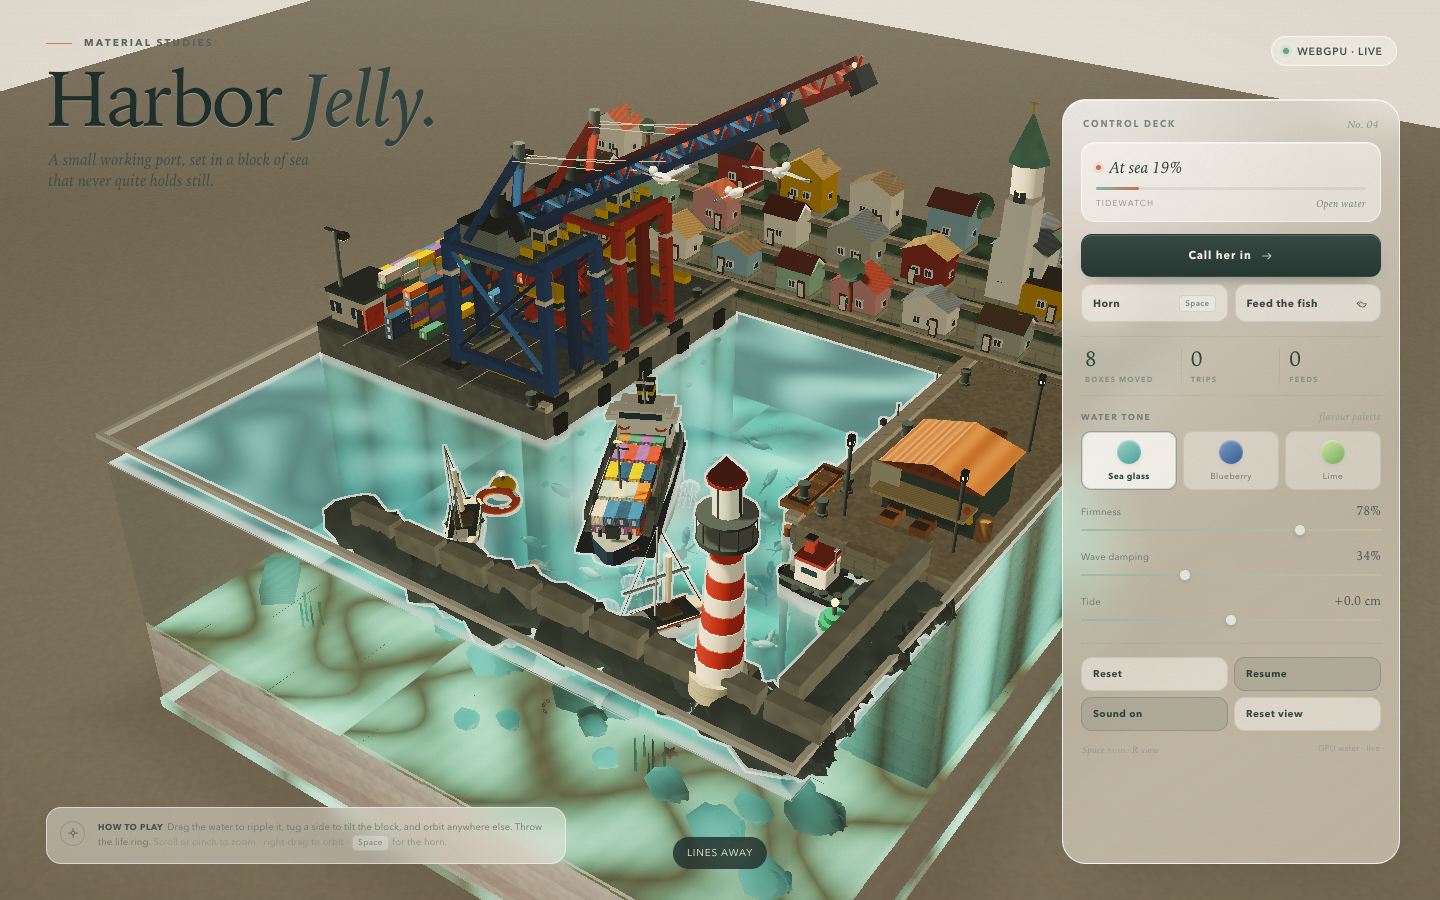 MATERIAL STUDIES
Harbor Jelly.
A small working port, set in a block of sea
that never quite holds still.
WEBGPU · LIVE
CONTROL DECK
No. 04
At sea 19%
TIDEWATCH
Open water
Call her in →
Horn
Space
Feed the fish
8
BOXES MOVED
0
TRIPS
0
FEEDS
WATER TONE
flavour palette
Sea glass
Blueberry
Lime
Firmness
78%
Wave damping
34%
Tide
+0.0 cm
Reset
Resume
Sound on
Reset view
Space horn · R view
GPU water · live
HOW TO PLAY Drag the water to ripple it, tug a side to tilt the block, and orbit anywhere else. Throw
the life ring. Scroll or pinch to zoom · right-drag to orbit · Space for the horn.
LINES AWAY